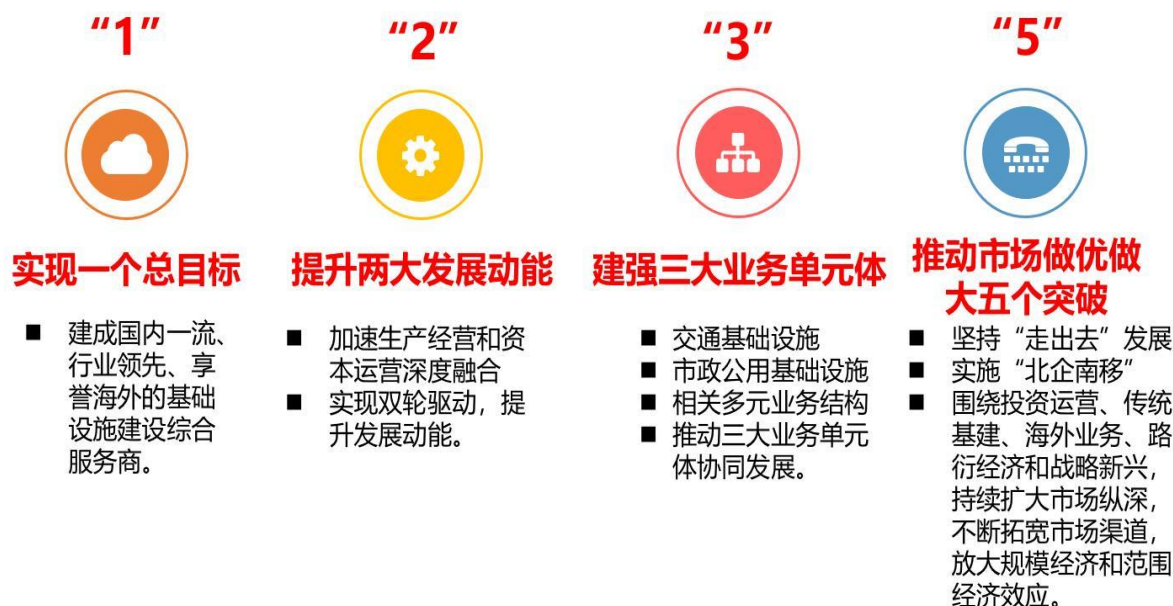 “1”
实现一个总目标
■ 建成国内一流、
行业领先、享
誉海外的基础
设施建设综合
服务商。
“2”
提升两大发展动能
■ 加速生产经营和资
本运营深度融合
■ 实现双轮驱动，提
升发展动能。
“3”
建强三大业务单元体
■ 交通基础设施
■ 市政公用基础设施
■ 相关多元业务结构
■ 推动三大业务单元
体协同发展。
“5”
推动市场做优做
大五个突破
■ 坚持“走出去”发展
■ 实施“北企南移”
■ 围绕投资运营、传统
基建、海外业务、路
衍经济和战略新兴，
持续扩大市场纵深，
不断拓宽市场渠道，
放大规模经济和范围
经济效应。